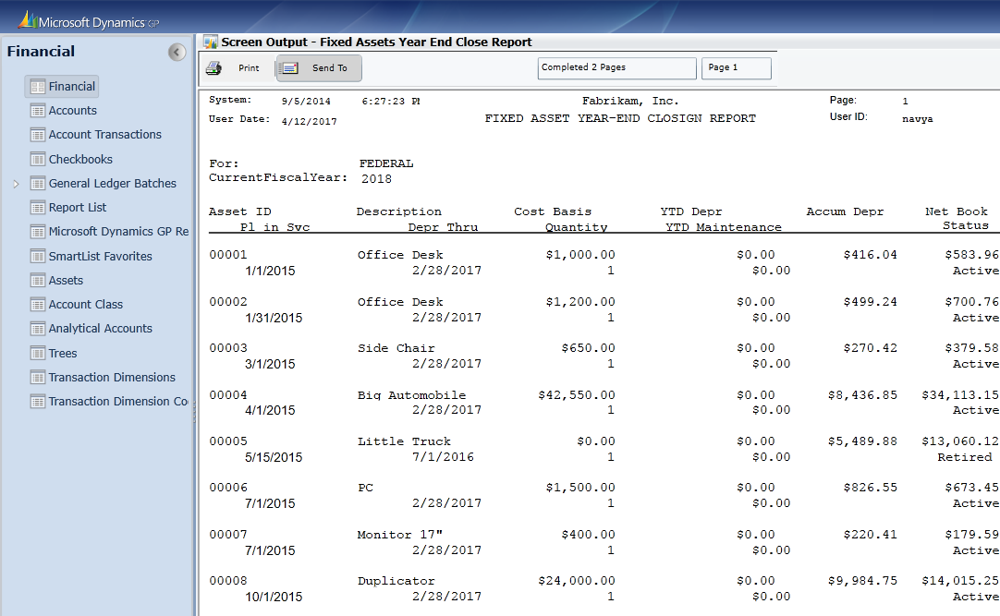 Microsoft Dynamics GP
Financial
Financial
Accounts
Account Transactions
Checkbooks
General Ledger Batches
Report List
Microsoft Dynamics GP Re
SmartList Favorites
Assets
Account Class
Analytical Accounts
Trees
Transaction Dimensions
Transaction Dimension Co
Screen Output - Fixed Assets Year End Close Report
Print Send To Completed 2 Pages Page 1
System: 9/5/2014 6:27:23 PM Fabrikam, Inc. Page: 1
User Date: 4/12/2017 FIXED ASSET YEAR-END CLOSIGN REPORT User ID: navya
For: FEDERAL
CurrentFiscalYear: 2018
Asset ID Description Cost Basis YTD Depr Accum Depr Net Book
Pl in Svc Depr Thru Quantity YTD Maintenance Status
00001 Office Desk $1,000.00 $0.00 $416.04 $583.96
1/1/2015 2/28/2017 1 $0.00 Active
00002 Office Desk $1,200.00 $0.00 $499.24 $700.76
1/31/2015 2/28/2017 1 $0.00 Active
00003 Side Chair $650.00 $0.00 $270.42 $379.58
3/1/2015 2/28/2017 1 $0.00 Active
00004 Big Automobile $42,550.00 $0.00 $8,436.85 $34,113.15
4/1/2015 2/28/2017 1 $0.00 Active
00005 Little Truck $0.00 $0.00 $5,489.88 $13,060.12
5/15/2015 7/1/2016 1 $0.00 Retired
00006 PC $1,500.00 $0.00 $826.55 $673.45
7/1/2015 2/28/2017 1 $0.00 Active
00007 Monitor 17" $400.00 $0.00 $220.41 $179.59
7/1/2015 2/28/2017 1 $0.00 Active
00008 Duplicator $24,000.00 $0.00 $9,984.75 $14,015.25
10/1/2015 2/28/2017 1 $0.00 Active